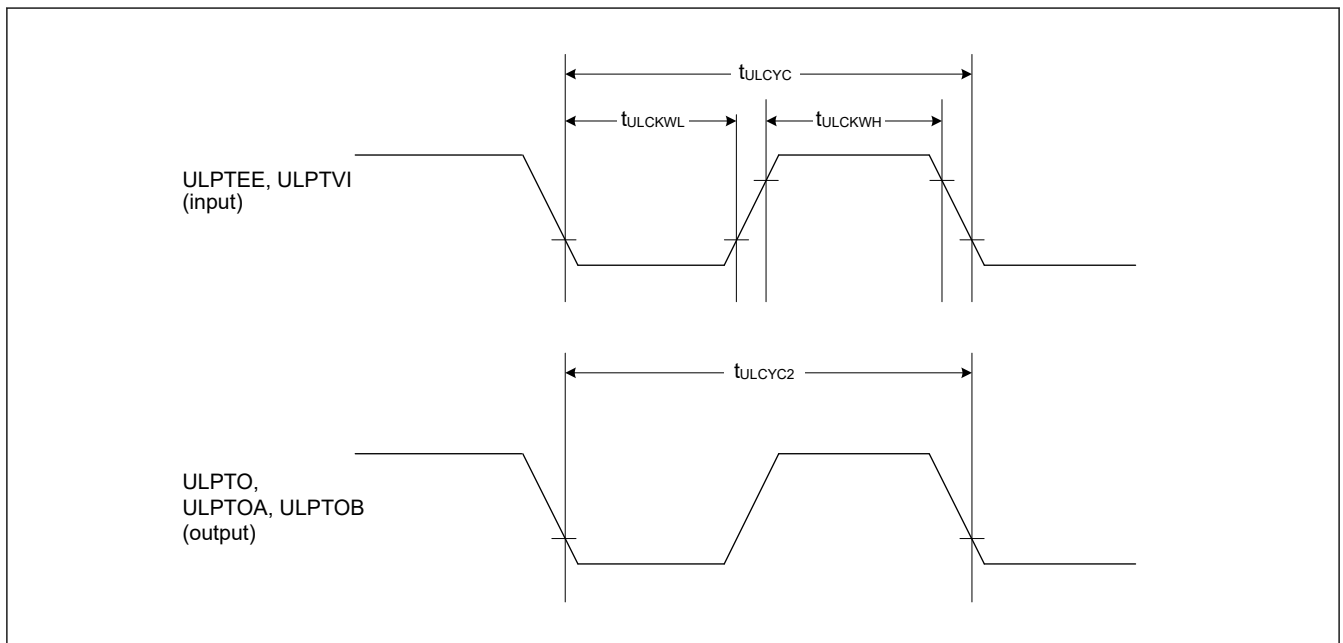 tULCYC
tULCKWL
tULCKWH
ULPTEE, ULPTVI
(input)
tULCYC2
ULPTO,
ULPTOA, ULPTOB
(output)